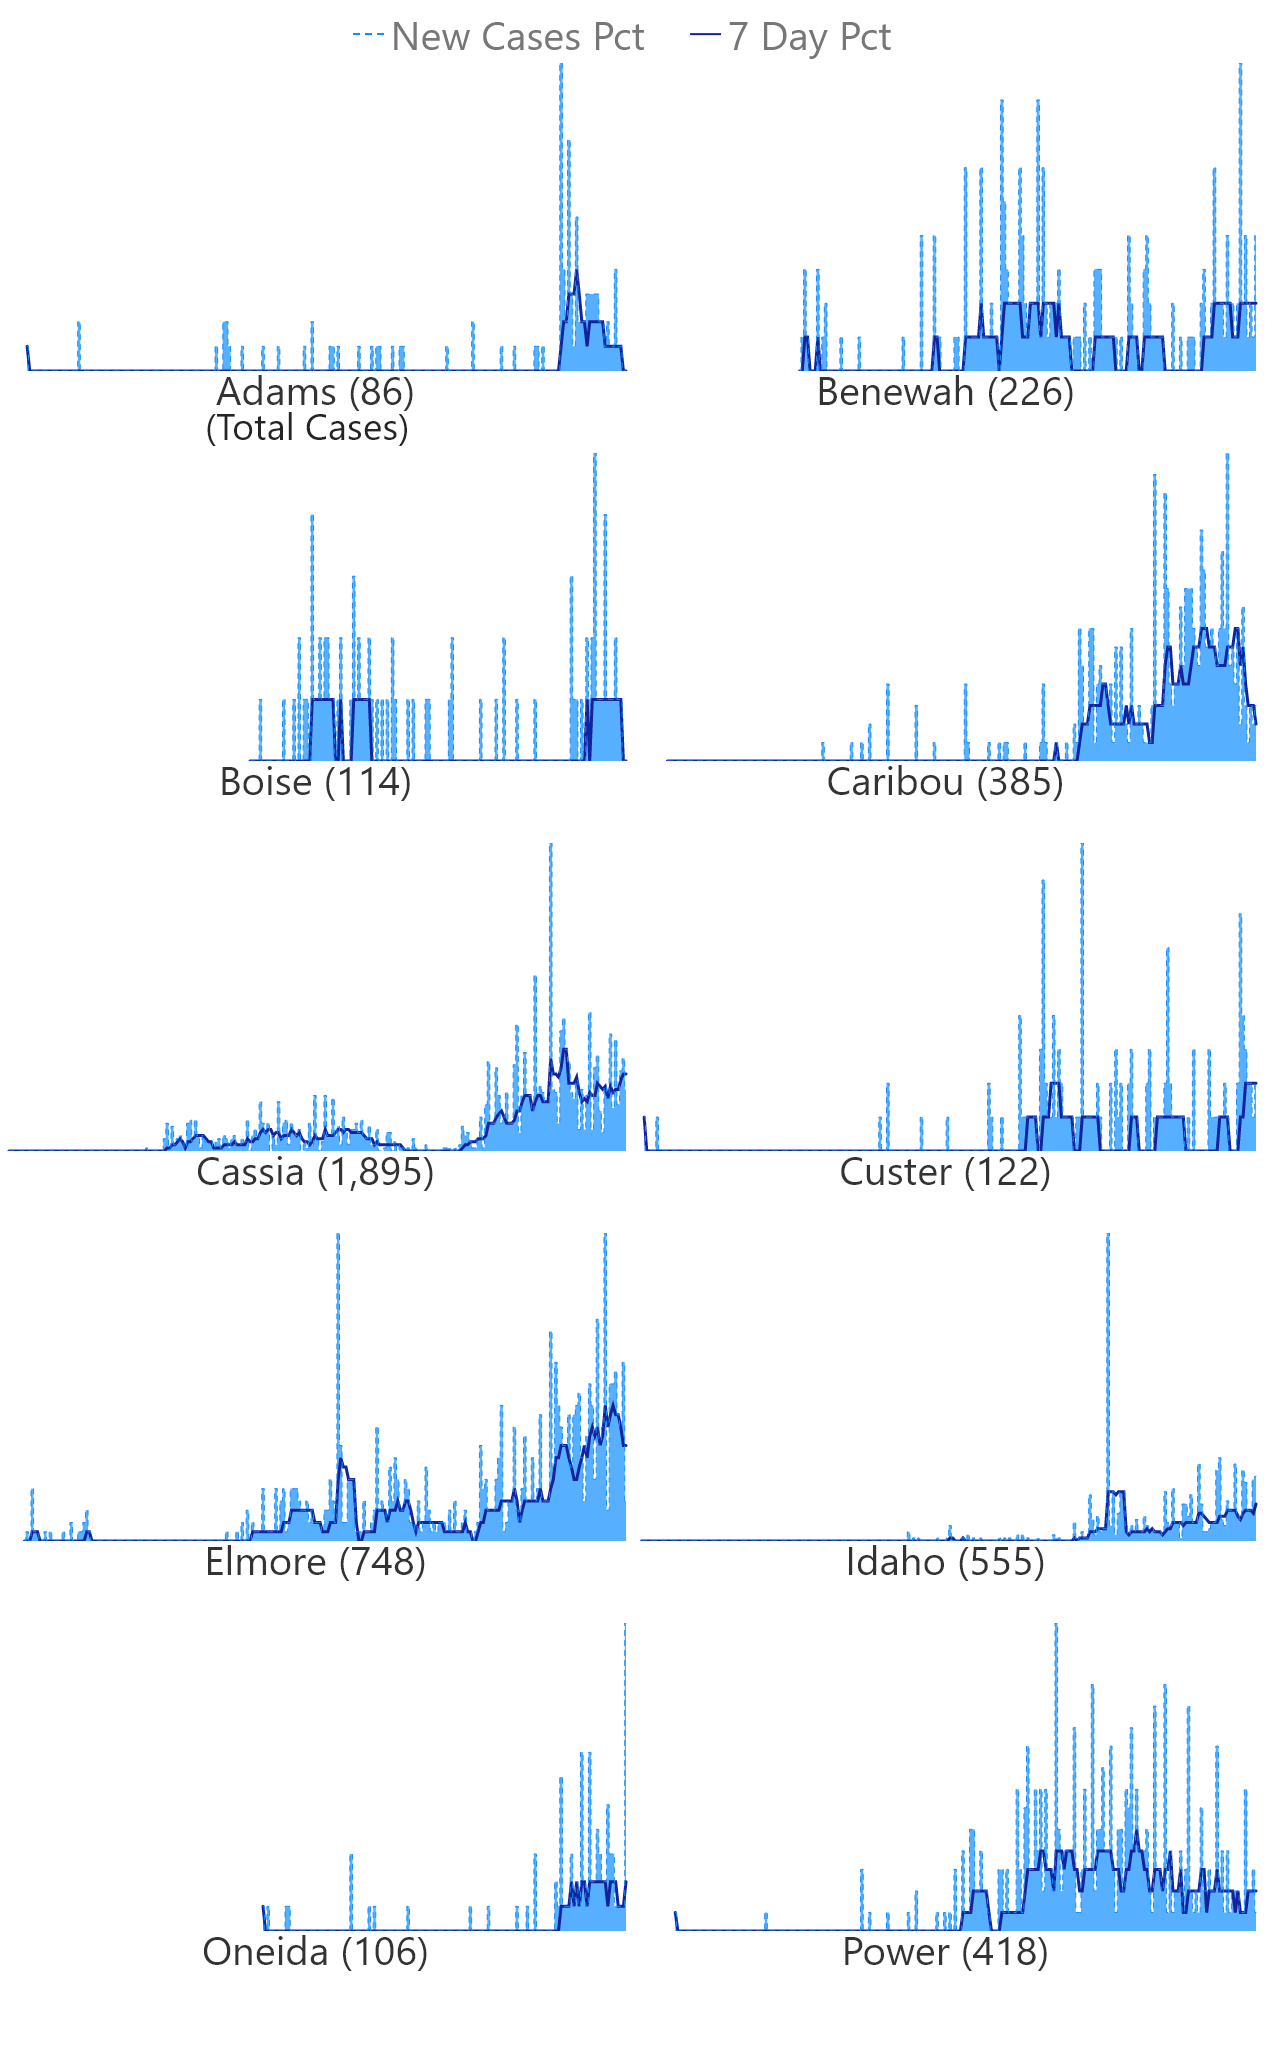 New Cases Pct 7 Day Pct
Adams (86) Benewah (226)
(Total Cases)
Boise (114) Caribou (385)
Cassia (1,895) Custer (122)
Elmore (748) Idaho (555)
Oneida (106) Power (418)